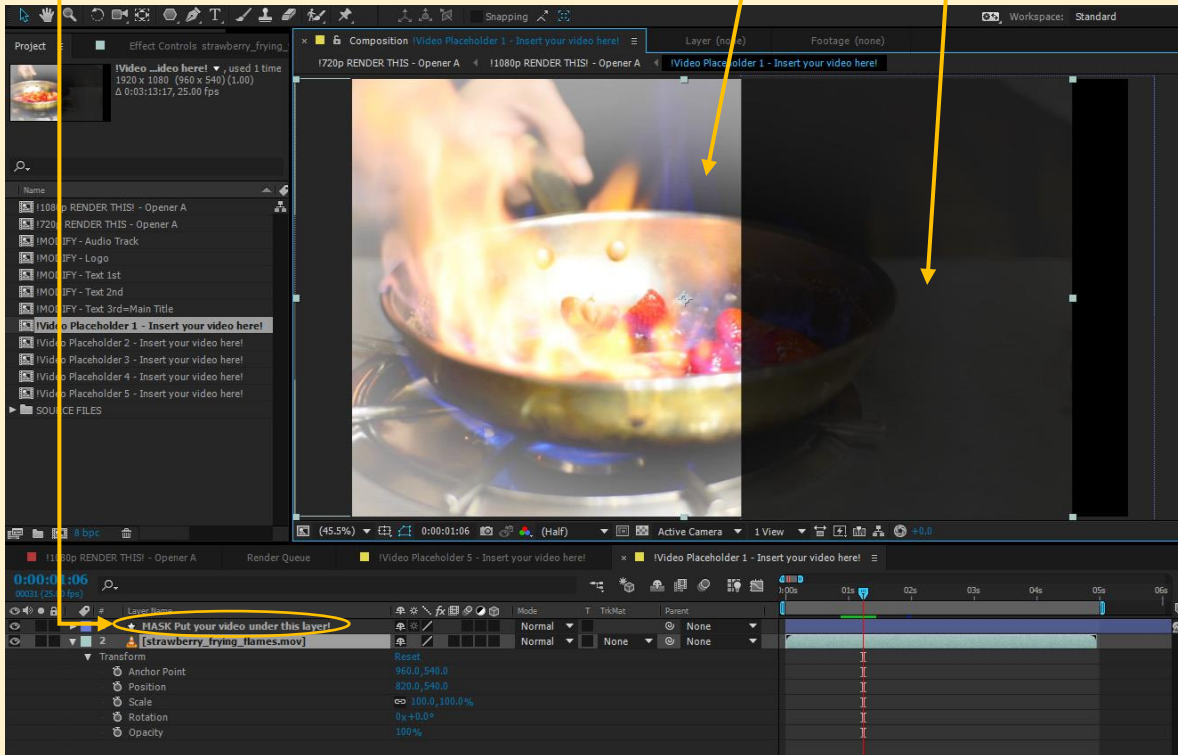 Snapping
Workspace: Standard
Project
Effect Controls strawberry_frying_
Composition !Video Placeholder 1 - Insert your video here!
Layer (none)
Footage (none)
!Video ...ideo here! , used 1 time
1920 x 1080 (960 x 540) (1.00)
Δ 0:03:13:17, 25.00 fps
!720p RENDER THIS - Opener A
!1080p RENDER THIS! - Opener A
!Video Placeholder 1 - Insert your video here!
Name
!1080p RENDER THIS! - Opener A
!720p RENDER THIS - Opener A
!MODIFY - Audio Track
!MODIFY - Logo
!MODIFY - Text 1st
!MODIFY - Text 2nd
!MODIFY - Text 3rd=Main Title
!Video Placeholder 1 - Insert your video here!
!Video Placeholder 2 - Insert your video here!
!Video Placeholder 3 - Insert your video here!
!Video Placeholder 4 - Insert your video here!
!Video Placeholder 5 - Insert your video here!
SOURCE FILES
8 bpc
(45.5%) 0:00:01:06 (Half) Active Camera 1 View +0.0
!1080p RENDER THIS! - Opener A
Render Queue
!Video Placeholder 5 - Insert your video here!
!Video Placeholder 1 - Insert your video here!
0:00:01:06
00031 (25.00 fps)
0:00s 01s 02s 03s 04s 05s 06s
# Layer Name Mode T TrkMat Parent
MASK Put your video under this layer! Normal None
2 [strawberry_frying_flames.mov] Normal None None
Transform Reset
Anchor Point 960.0,540.0
Position 820.0,540.0
Scale 100.0,100.0%
Rotation 0x+0.0°
Opacity 100%